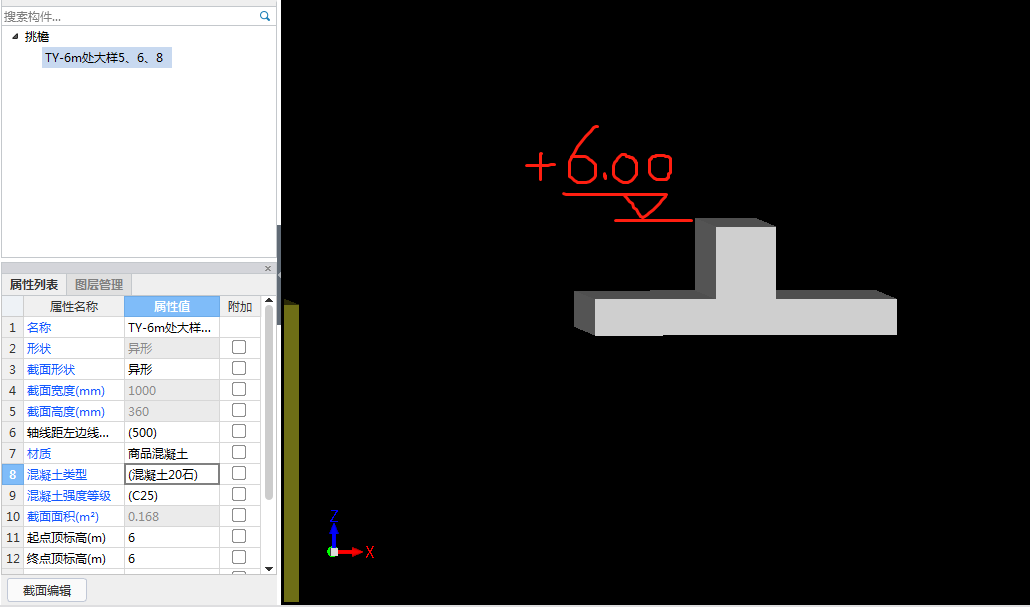 搜索构件...
挑檐
TY-6m处大样5、6、8
+6.00
属性列表 图层管理
属性名称 属性值 附加
1 名称 TY-6m处大样...
2 形状 异形
3 截面形状 异形
4 截面宽度(mm) 1000
5 截面高度(mm) 360
6 轴线距左边线... (500)
7 材质 商品混凝土
8 混凝土类型 (混凝土20石)
9 混凝土强度等级 (C25)
10 截面面积(m²) 0.168
11 起点顶标高(m) 6
12 终点顶标高(m) 6
截面编辑
Z
X